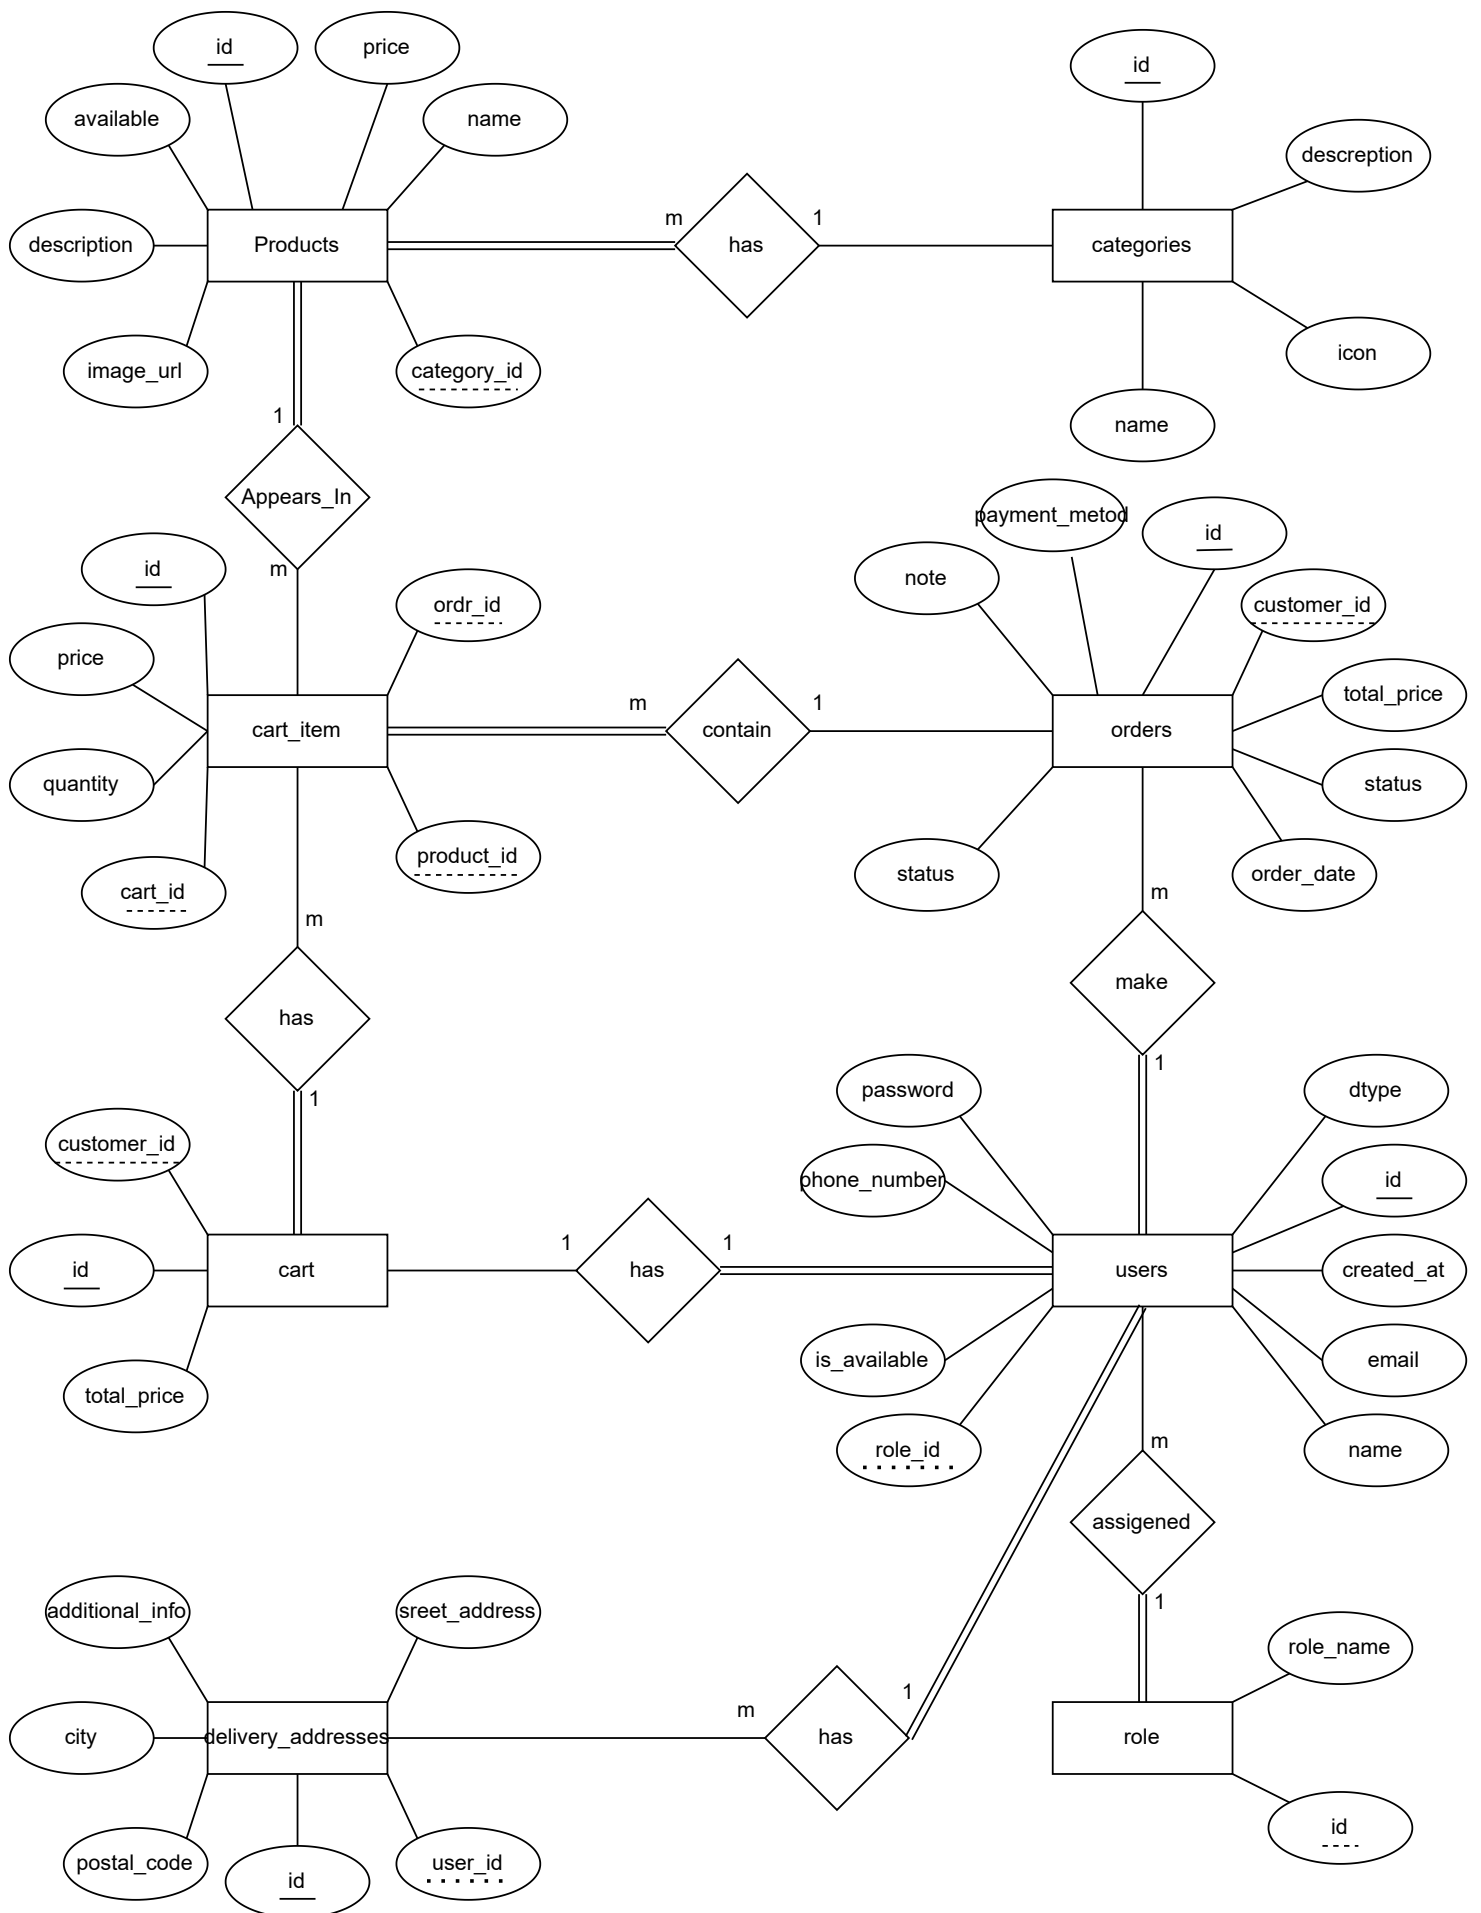 id
price
id
available
name
descreption
m
1
description
Products
has
categories
image_url
category_id
icon
1
name
Appears_In
payment_metod
id
m
id
note
ordr_id
customer_id
price
total_price
m
1
cart_item
contain
orders
quantity
status
product_id
cart_id
status
order_date
m
m
make
has
1
password
dtype
1
customer_id
phone_number
id
1
1
id
cart
has
users
created_at
is_available
email
total_price
m
role_id
name
assigened
1
additional_info
sreet_address
role_name
1
m
city
delivery_addresses
has
role
id
postal_code
user_id
id